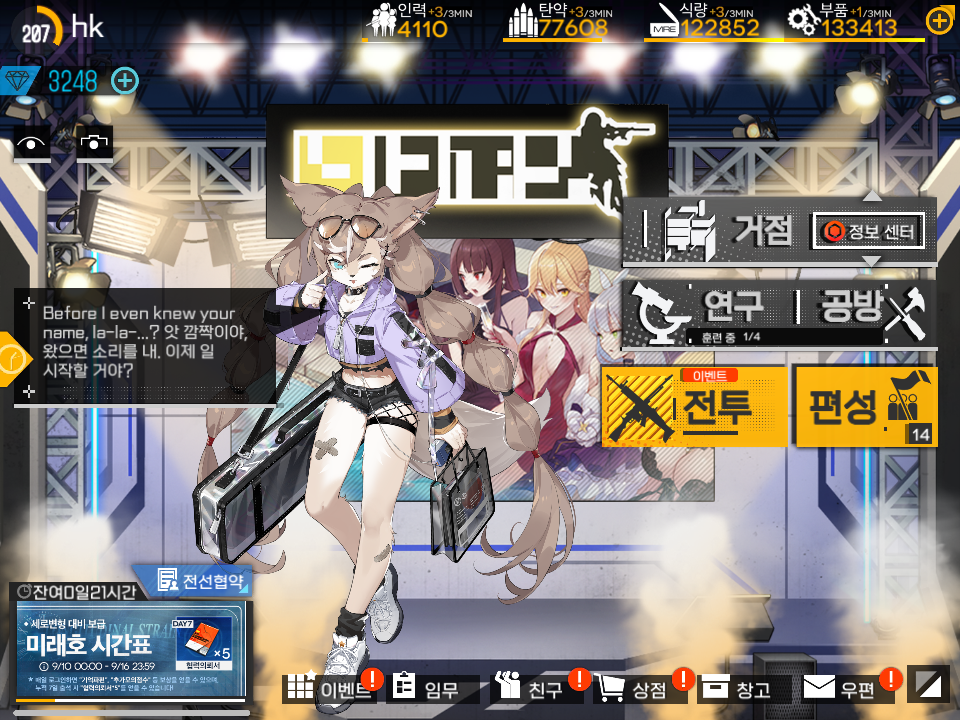 207
hk
인력+3/3MIN
4110
탄약+3/3MIN
77608
식량+3/3MIN
MRE
122852
부품+1/3MIN
133413
3248
거점
정보 센터
연구
공방
훈련 중 1/4
이벤트
전투
편성
14
Before I even knew your
name, la-la-...? 앗 깜짝이야,
왔으면 소리를 내. 이제 일
시작할 거야?
잔여0일21시간
전선협약
• 세로변형 대비 보급
미래호 시간표
DAY7
×5
협력의뢰서
9/10 00:00 - 9/16 23:59
이벤트
임무
친구
상점
창고
우편